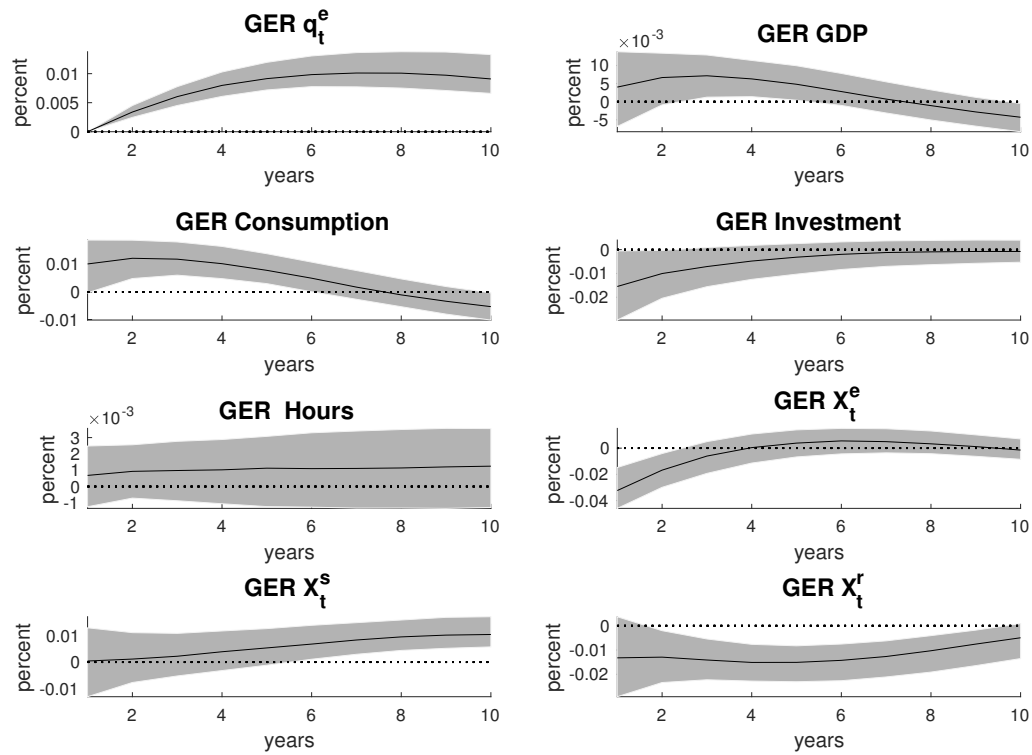 GER q_t^e
percent
0.01
0.005
0
2 4 6 8 10
years
GER GDP
×10^-3
percent
10
5
0
-5
2 4 6 8 10
years
GER Consumption
percent
0.01
0
-0.01
2 4 6 8 10
years
GER Investment
percent
0
-0.01
-0.02
2 4 6 8 10
years
GER Hours
×10^-3
percent
3
2
1
0
-1
2 4 6 8 10
years
GER X_t^e
percent
0
-0.02
-0.04
2 4 6 8 10
years
GER X_t^s
percent
0.01
0
-0.01
2 4 6 8 10
years
GER X_t^r
percent
0
-0.01
-0.02
2 4 6 8 10
years